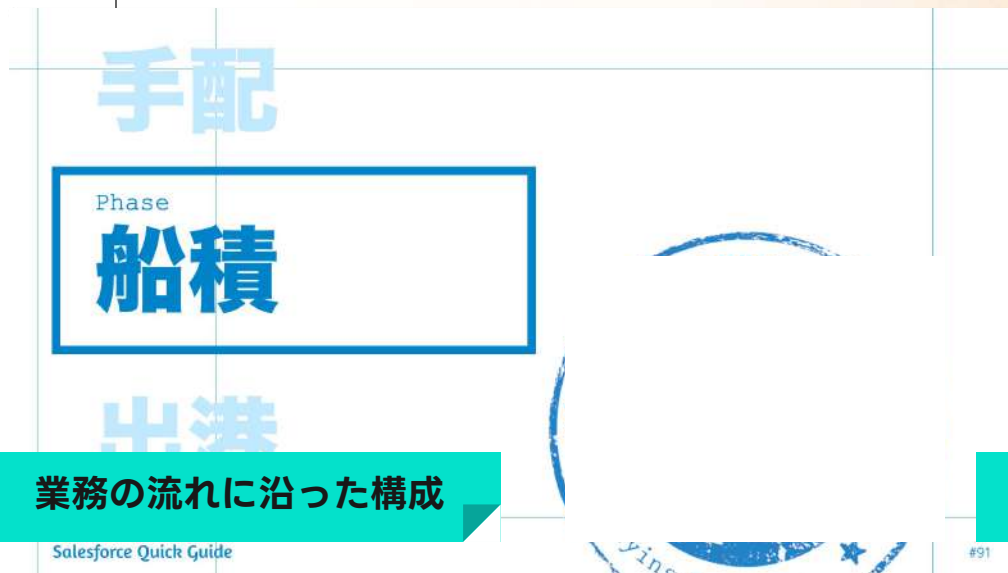 手配
Phase
船積
出港
業務の流れに沿った構成
Salesforce Quick Guide
#91